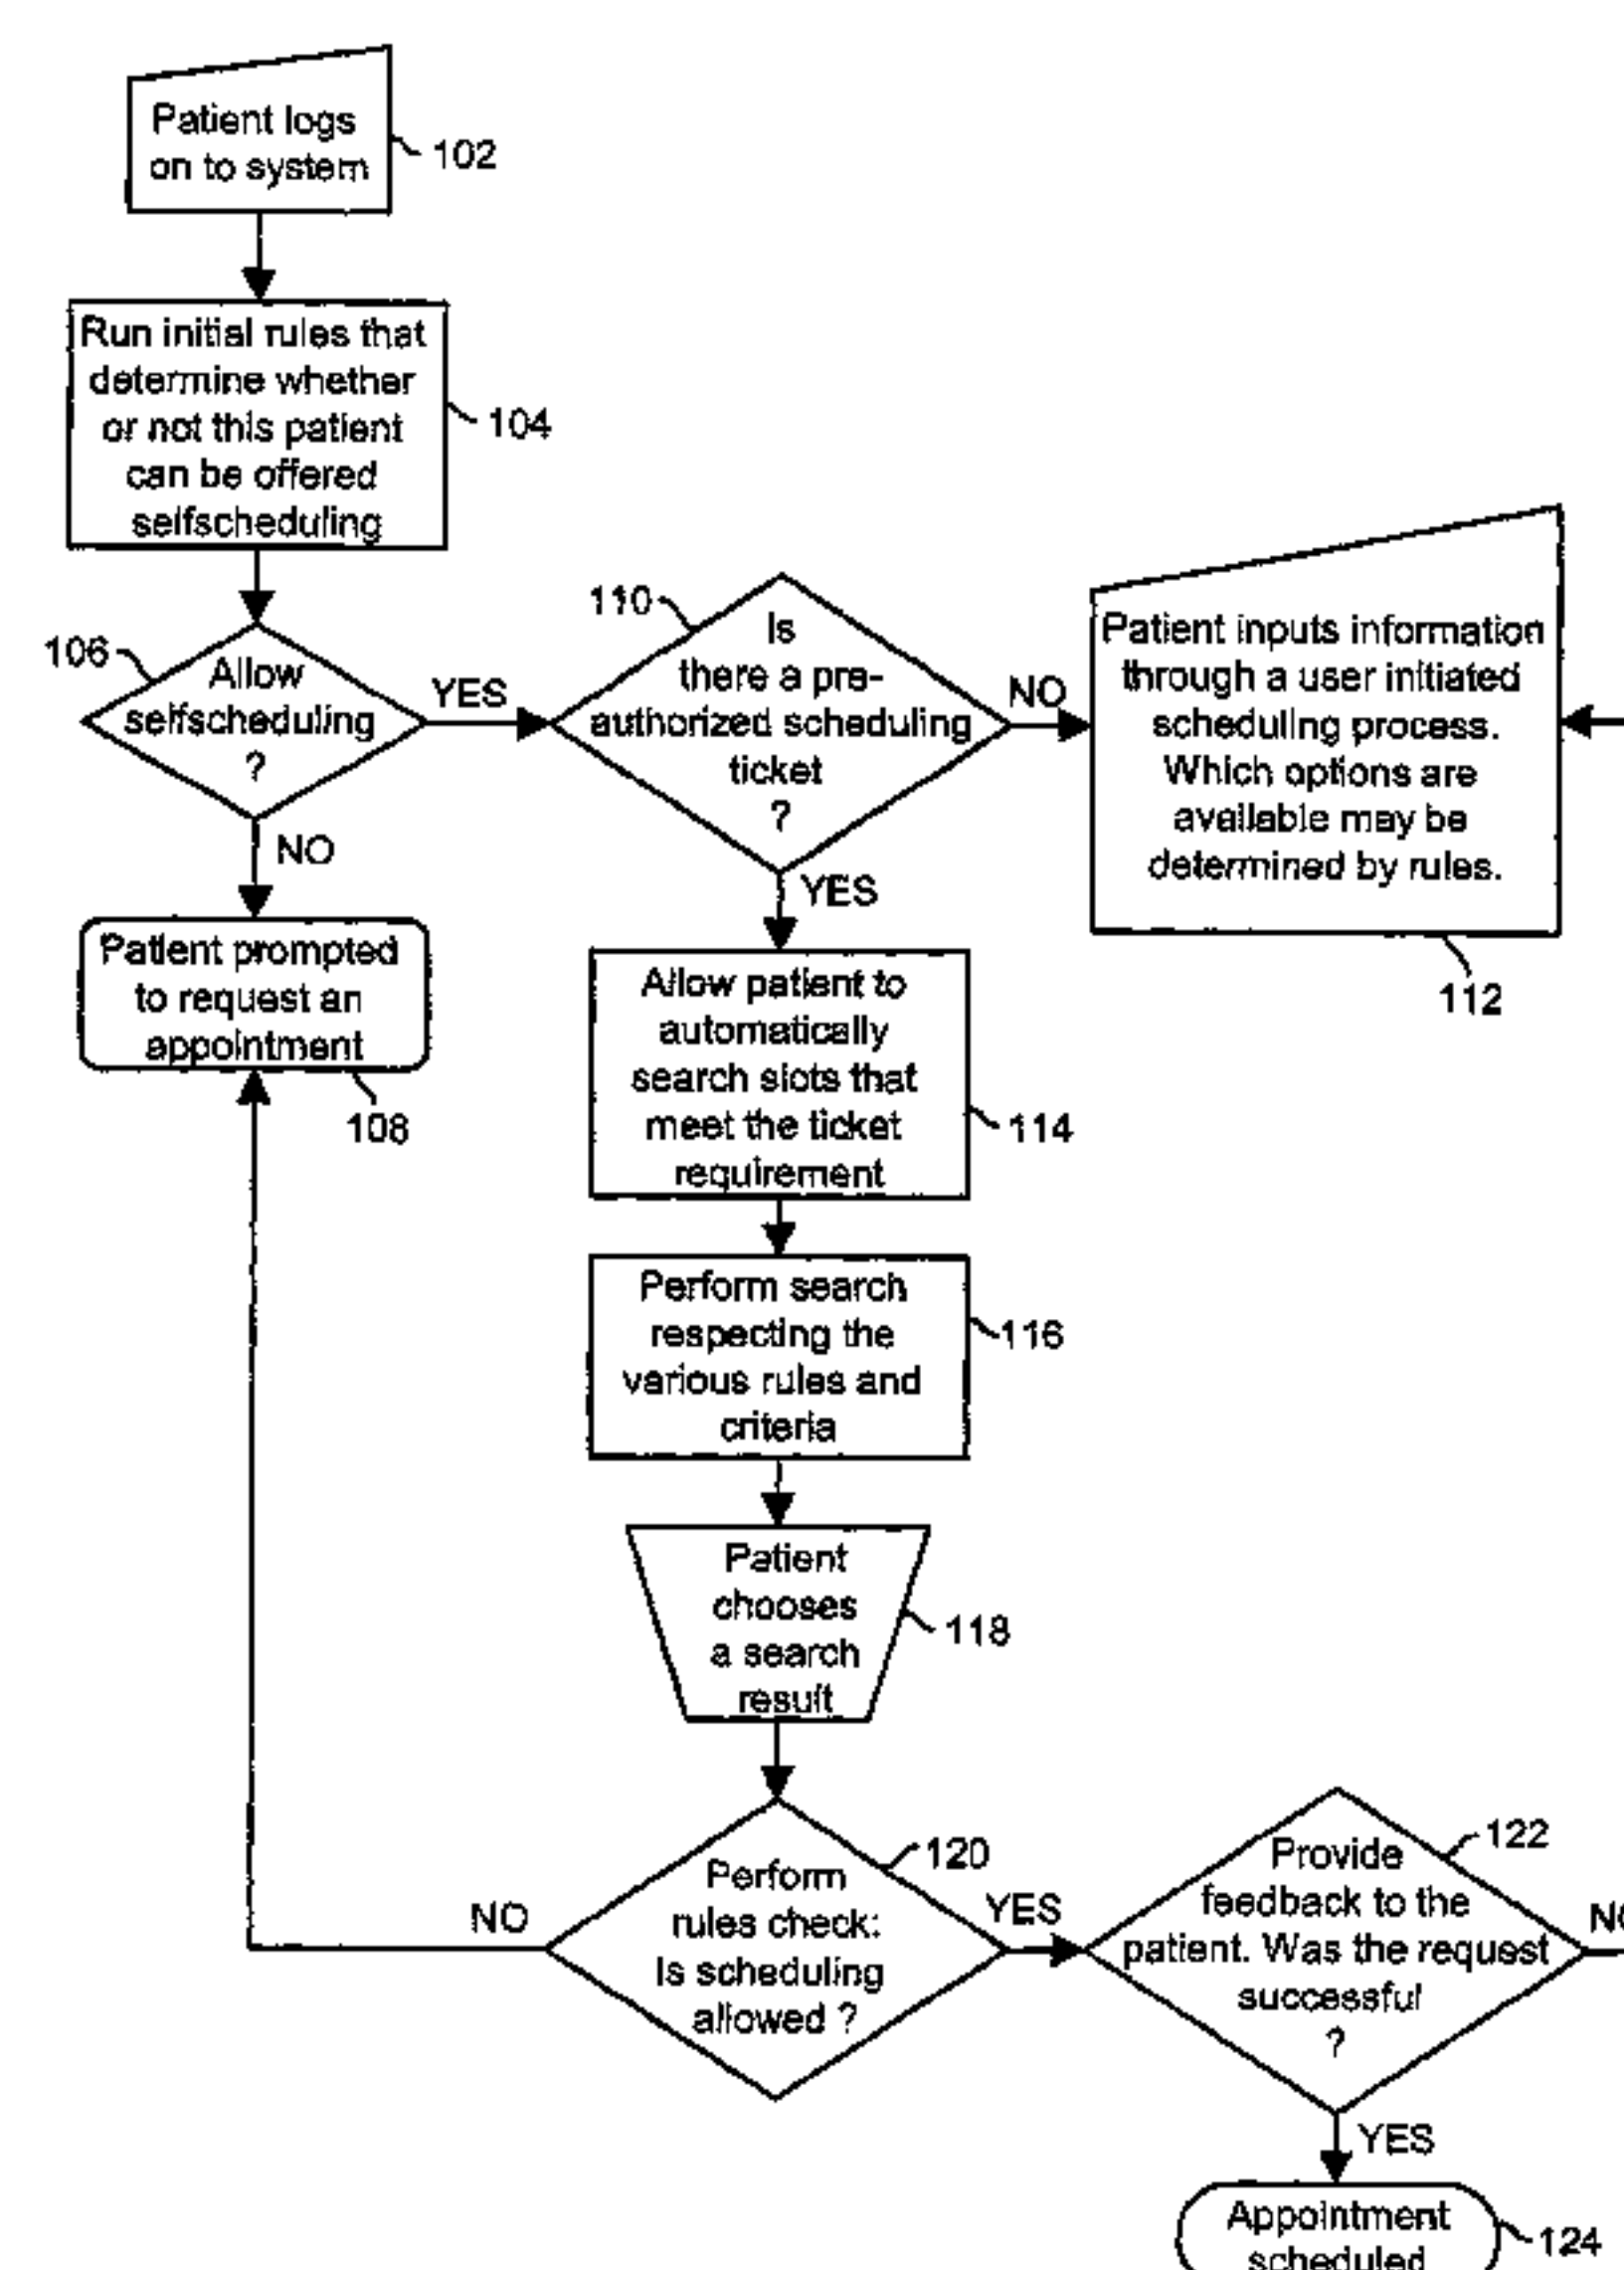 Patient logs
on to system
102
Run initial rules that
determine whether
or not this patient
can be offered
selfscheduling
104
106
Allow
selfscheduling
?
YES
NO
110
Is
there a pre-
authorized scheduling
ticket
?
NO
YES
Patient inputs information
through a user initiated
scheduling process.
Which options are
available may be
determined by rules.
112
Patient prompted
to request an
appointment
108
Allow patient to
automatically
search slots that
meet the ticket
requirement
114
Perform search
respecting the
various rules and
criteria
116
Patient
chooses
a search
result
118
120
Perform
rules check:
Is scheduling
allowed ?
NO
YES
122
Provide
feedback to the
patient. Was the request
successful
?
NO
YES
Appointment
scheduled
124